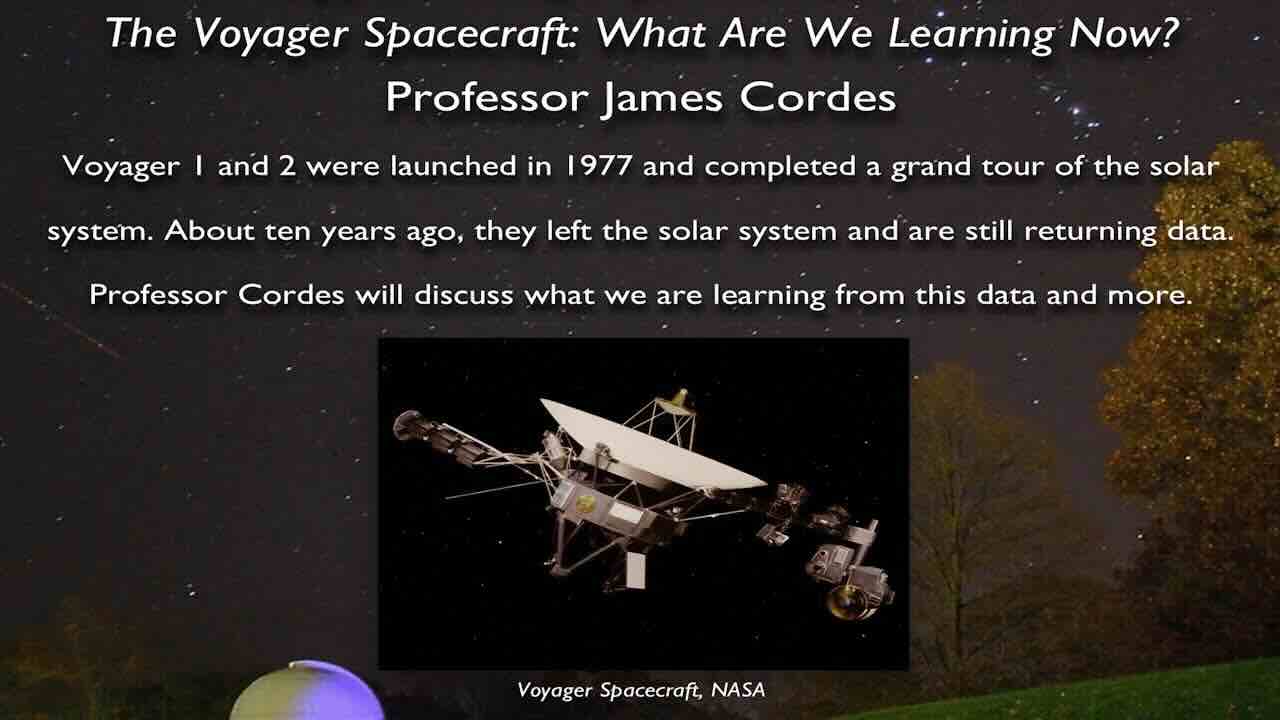 The Voyager Spacecraft: What Are We Learning Now?
Professor James Cordes
Voyager 1 and 2 were launched in 1977 and completed a grand tour of the solar
system. About ten years ago, they left the solar system and are still returning data.
Professor Cordes will discuss what we are learning from this data and more.
Voyager Spacecraft, NASA